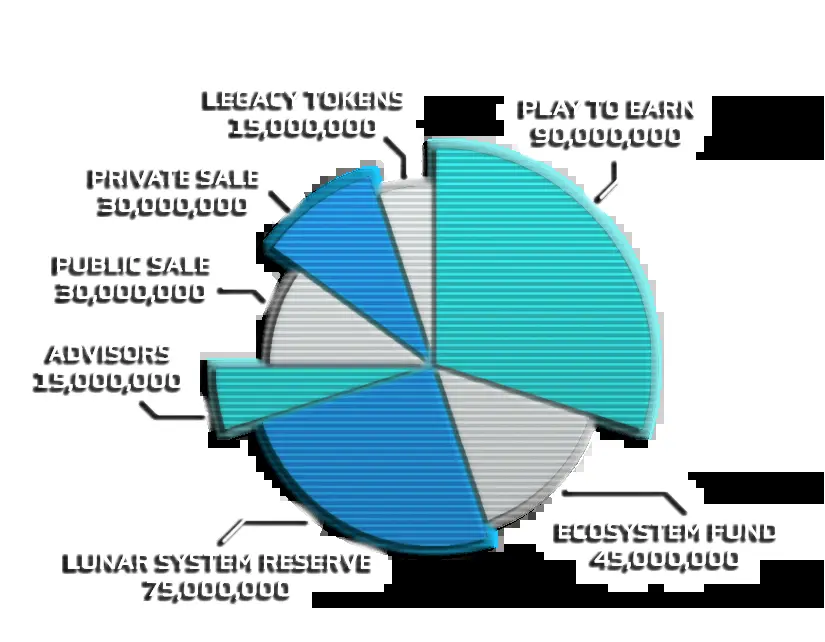 LEGACY TOKENS
15,000,000
PLAY TO EARN
90,000,000
PRIVATE SALE
30,000,000
PUBLIC SALE
30,000,000
ADVISORS
15,000,000
LUNAR SYSTEM RESERVE
75,000,000
ECOSYSTEM FUND
45,000,000